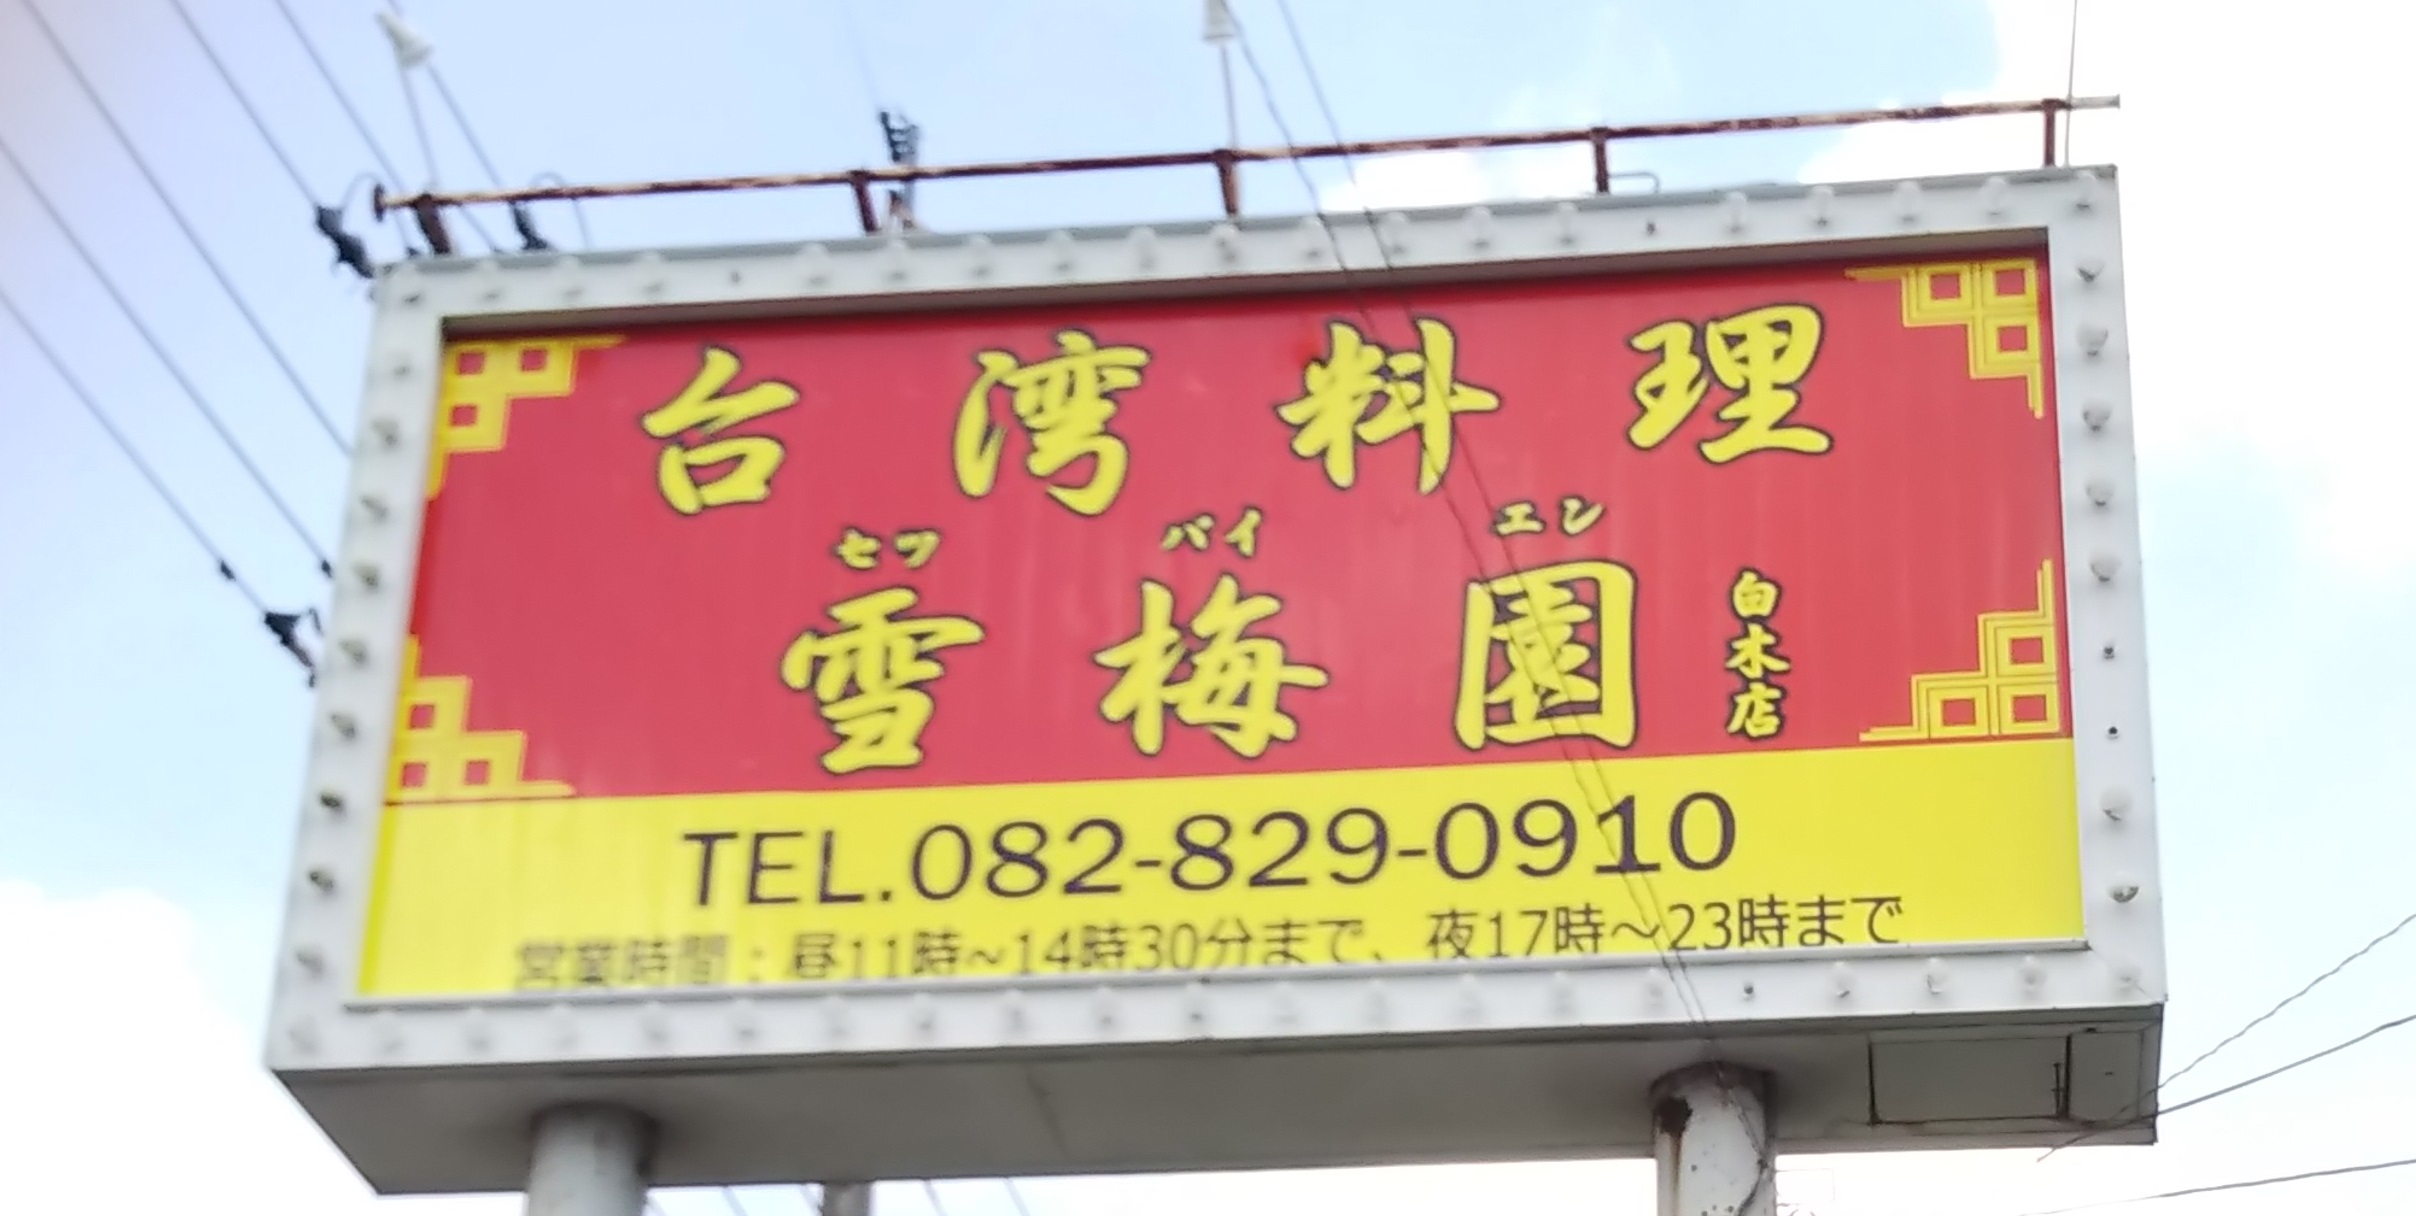 台湾料理
セツ バイ エン
雪梅園 白木店
TEL.082-829-0910
営業時間：昼11時~14時30分まで、夜17時~23時まで